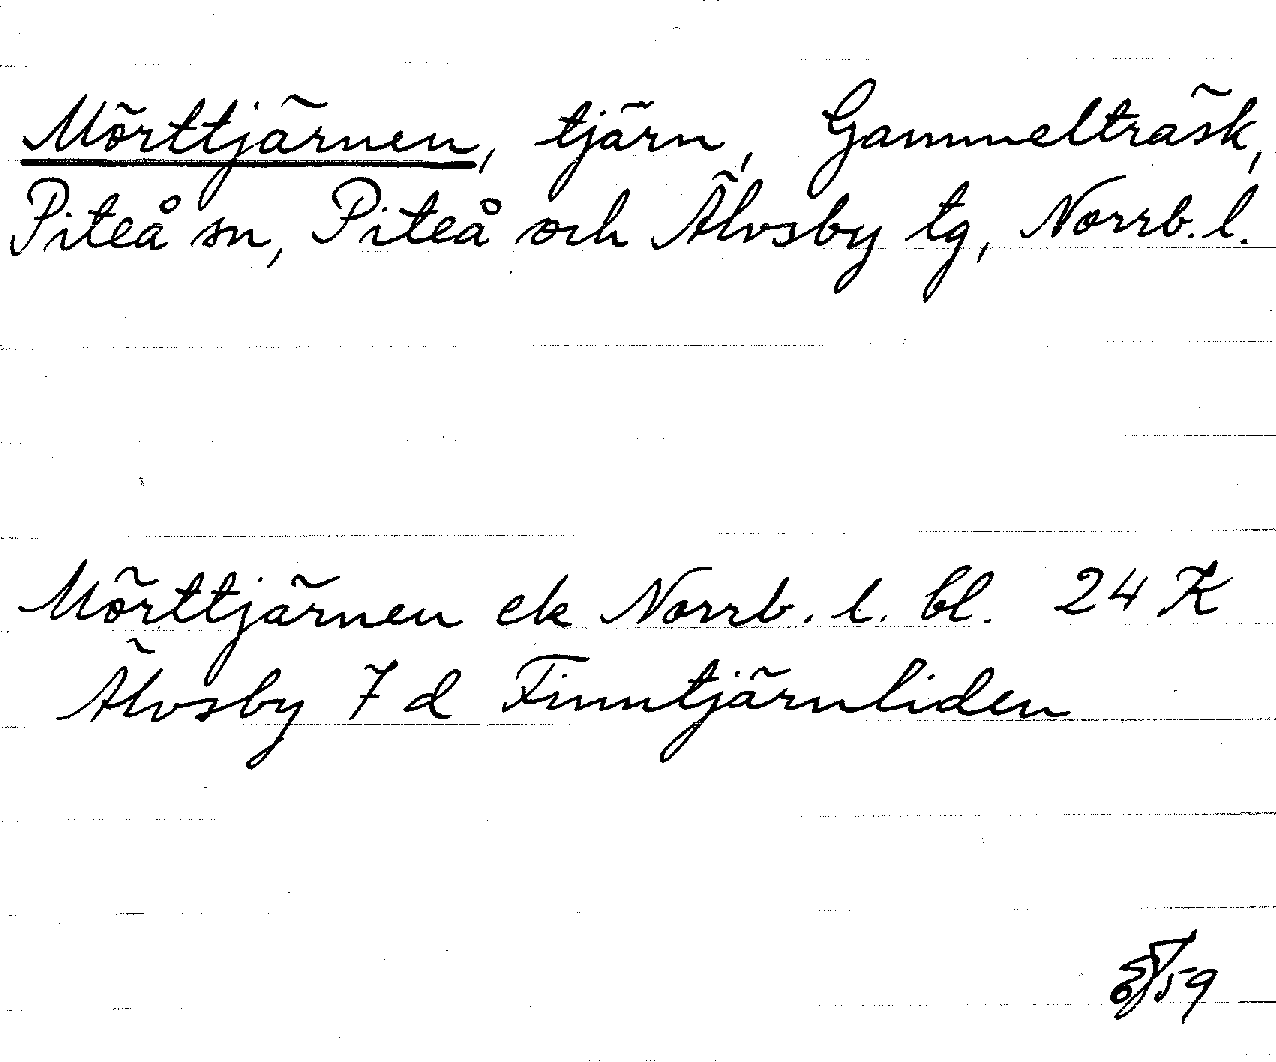 Mörttjärnen, tjärn, Gammelträsk,
Piteå sn, Piteå och Älvsby tg, Norrb. l.
Mörttjärnen ek Norrb. l. bl. 24 K
Älvsby 7 d Finntjärnliden